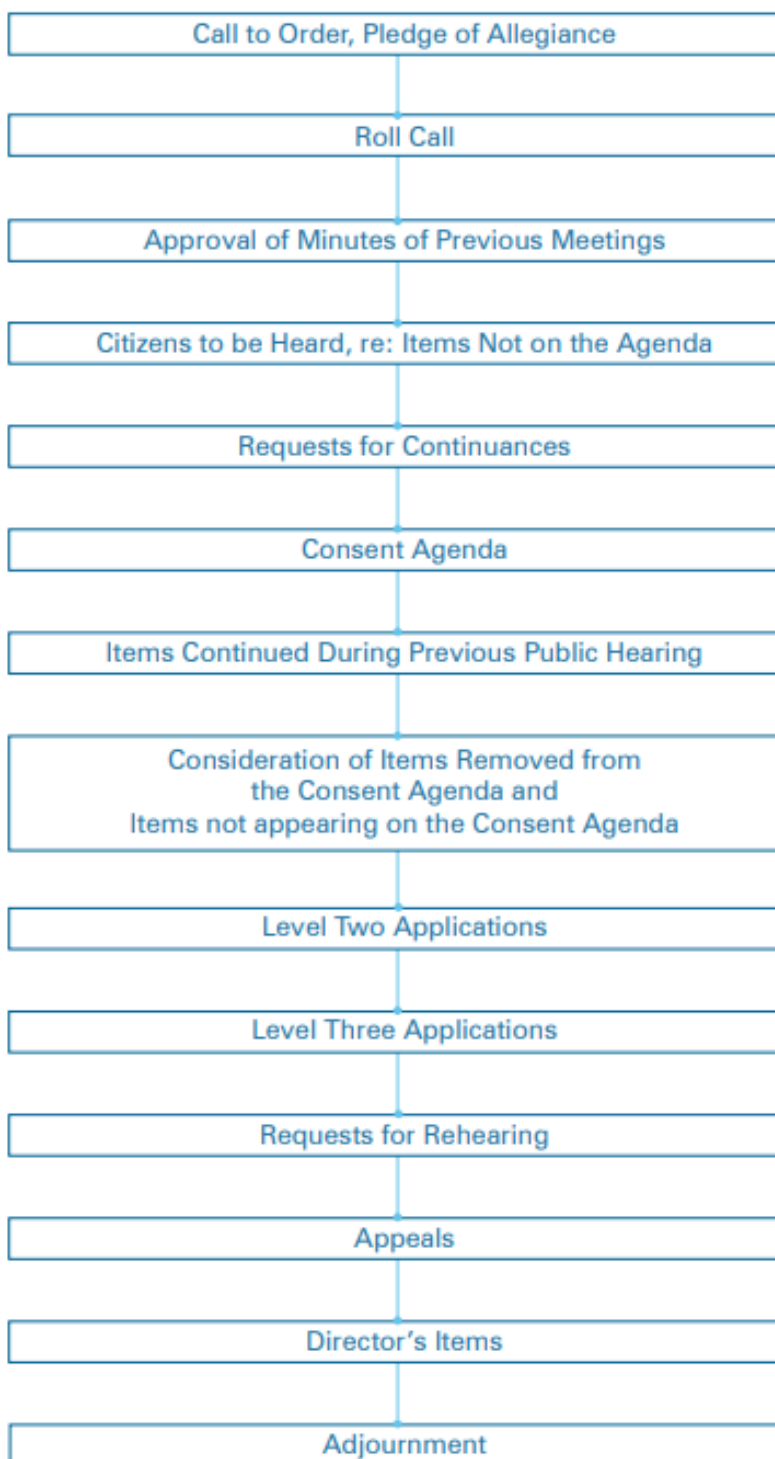 Call to Order, Pledge of Allegiance
Roll Call
Approval of Minutes of Previous Meetings
Citizens to be Heard, re: Items Not on the Agenda
Requests for Continuances
Consent Agenda
Items Continued During Previous Public Hearing
Consideration of Items Removed from
the Consent Agenda and
Items not appearing on the Consent Agenda
Level Two Applications
Level Three Applications
Requests for Rehearing
Appeals
Director’s Items
Adjournment